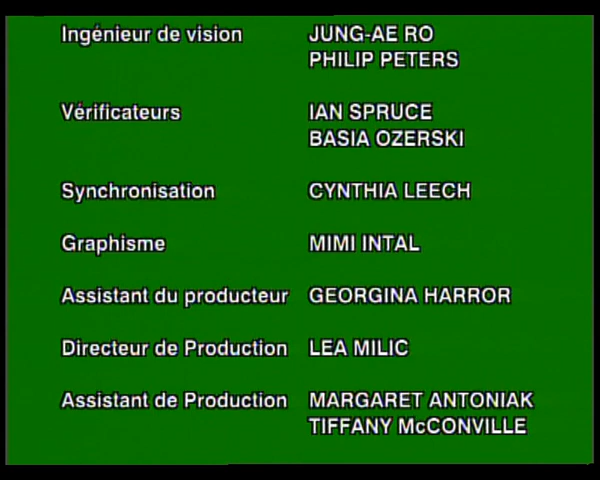 Ingénieur de vision JUNG-AE RO
PHILIP PETERS
Vérificateurs IAN SPRUCE
BASIA OZERSKI
Synchronisation CYNTHIA LEECH
Graphisme MIMI INTAL
Assistant du producteur GEORGINA HARROR
Directeur de Production LEA MILIC
Assistant de Production MARGARET ANTONIAK
TIFFANY McCONVILLE